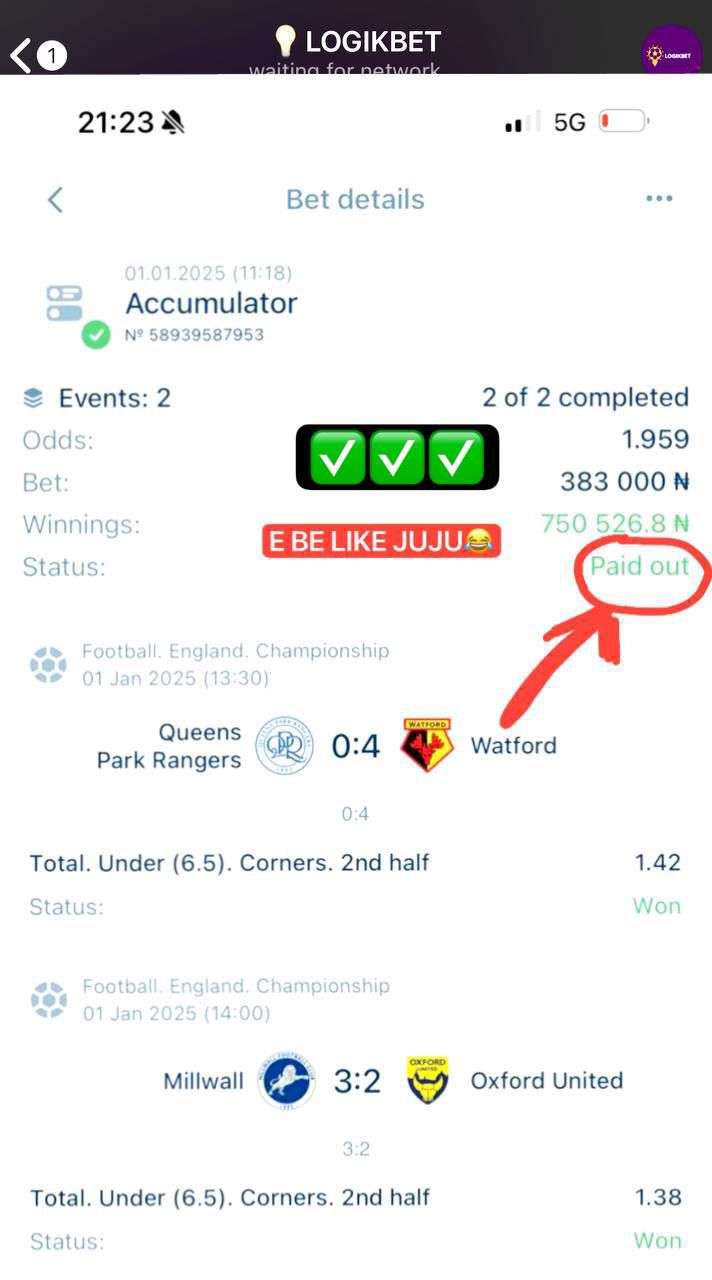 1
💡 LOGIKBET
LOGIKBET
waiting for network
21:23
5G
Bet details
01.01.2025 (11:18)
Accumulator
Nº 58939587953
Events: 2
2 of 2 completed
Odds:
1.959
✅✅✅
Bet:
383 000 ₦
Winnings:
750 526.8 ₦
E BE LIKE JUJU😂
Status:
Paid out
Football. England. Championship
01 Jan 2025 (13:30)
Queens
Park Rangers
0:4
WATFORD
Watford
0:4
Total. Under (6.5). Corners. 2nd half
1.42
Status:
Won
Football. England. Championship
01 Jan 2025 (14:00)
Millwall
3:2
OXFORD
UNITED
Oxford United
3:2
Total. Under (6.5). Corners. 2nd half
1.38
Status:
Won